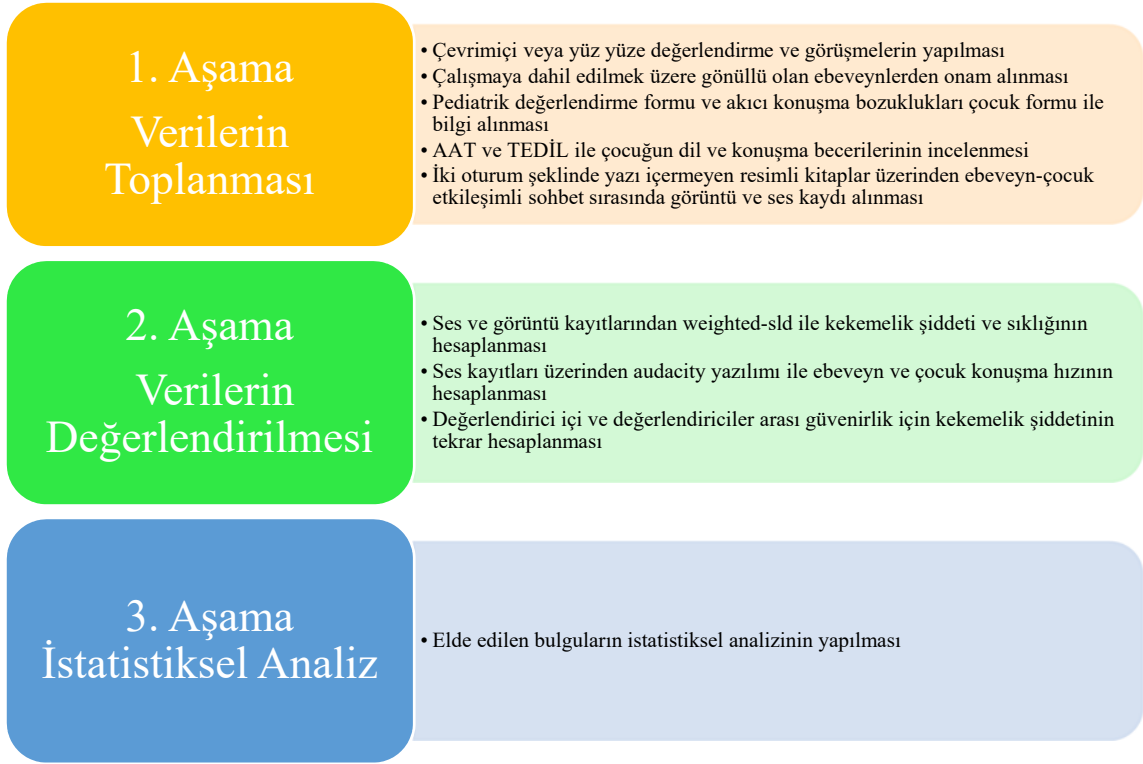 1. Aşama
Verilerin
Toplanması
• Çevrimiçi veya yüz yüze değerlendirme ve görüşmelerin yapılması
• Çalışmaya dahil edilmek üzere gönüllü olan ebeveynlerden onam alınması
• Pediatrik değerlendirme formu ve akıcı konuşma bozuklukları çocuk formu ile
bilgi alınması
• AAT ve TEDİL ile çocuğun dil ve konuşma becerilerinin incelenmesi
• İki oturum şeklinde yazı içermeyen resimli kitaplar üzerinden ebeveyn-çocuk
etkileşimli sohbet sırasında görüntü ve ses kaydı alınması
2. Aşama
Verilerin
Değerlendirilmesi
• Ses ve görüntü kayıtlarından weighted-sld ile kekemelik şiddeti ve sıklığının
hesaplanması
• Ses kayıtları üzerinden audacity yazılımı ile ebeveyn ve çocuk konuşma hızının
hesaplanması
• Değerlendirici içi ve değerlendiriciler arası güvenirlik için kekemelik şiddetinin
tekrar hesaplanması
3. Aşama
İstatistiksel Analiz
• Elde edilen bulguların istatistiksel analizinin yapılması